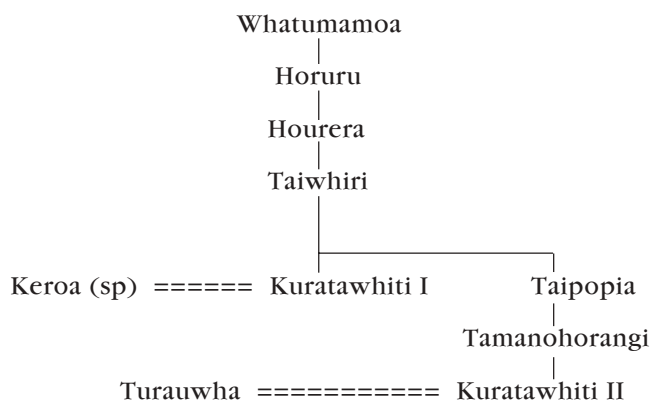 Whatumamoa
Horuru
Hourera
Taiwhiri
Keroa (sp) ====== Kuratawhiti I Taipopia
Tamanohorangi
Turauwha =========== Kuratawhiti II